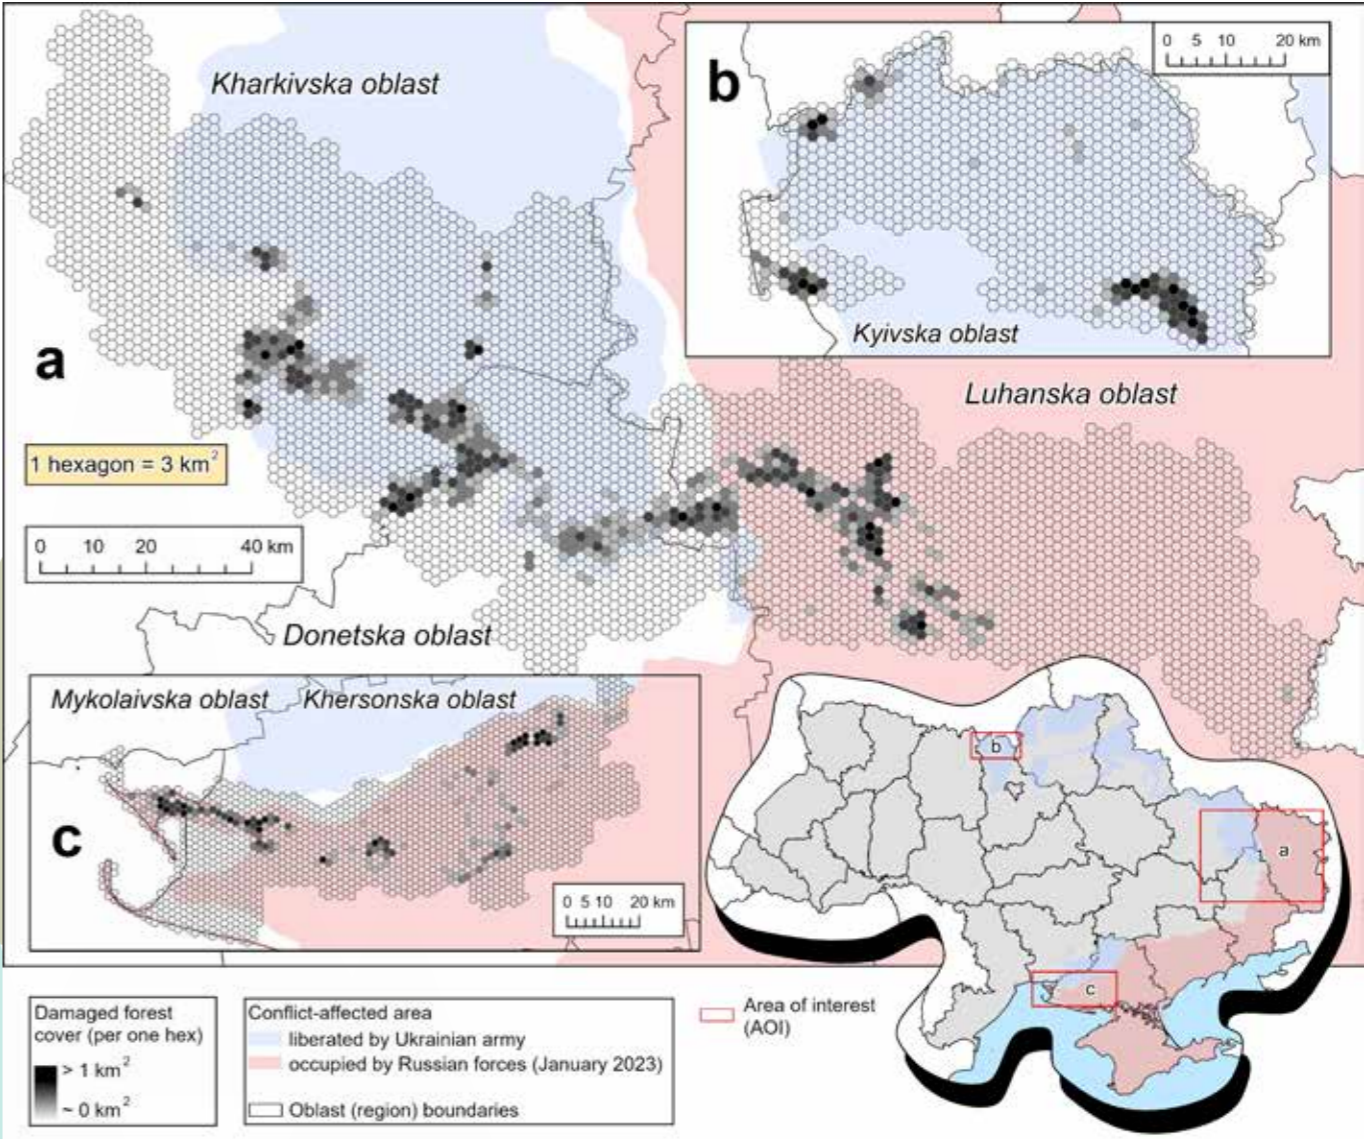 Kharkivska oblast
b
0 5 10 20 km
Kyivska oblast
a
Luhanska oblast
1 hexagon = 3 km²
0 10 20 40 km
Donetska oblast
Mykolaivska oblast Khersonska oblast
c
0 5 10 20 km
b
a
c
Damaged forest
cover (per one hex)
> 1 km²
~ 0 km²
Conflict-affected area
liberated by Ukrainian army
occupied by Russian forces (January 2023)
Oblast (region) boundaries
Area of interest
(AOI)